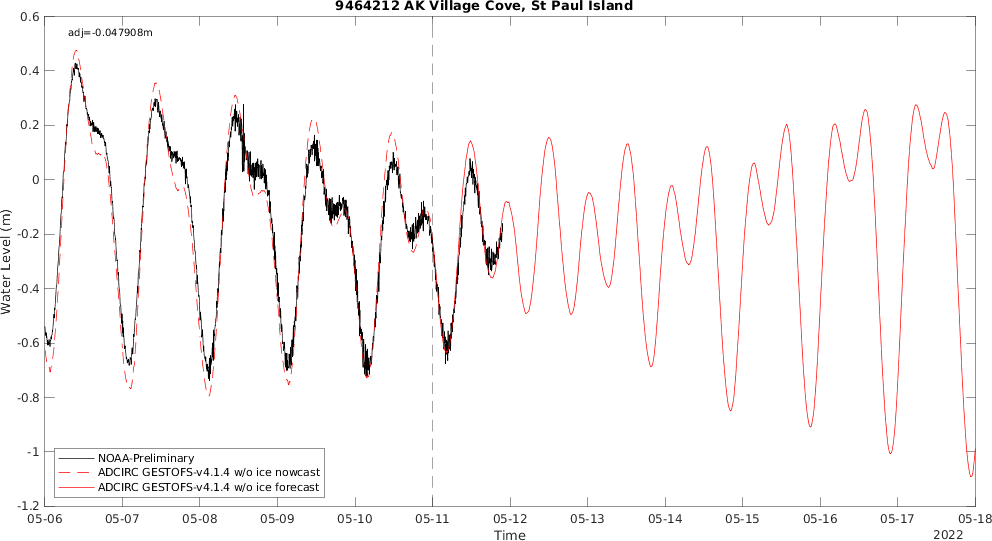 9464212 AK Village Cove, St Paul Island
adj=-0.047908m
0.6
0.4
0.2
0
-0.2
-0.4
-0.6
-0.8
-1
-1.2
Water Level (m)
NOAA-Preliminary
ADCIRC GESTOFS-v4.1.4 w/o ice nowcast
ADCIRC GESTOFS-v4.1.4 w/o ice forecast
05-06 05-07 05-08 05-09 05-10 05-11 05-12 05-13 05-14 05-15 05-16 05-17 05-18
Time
2022